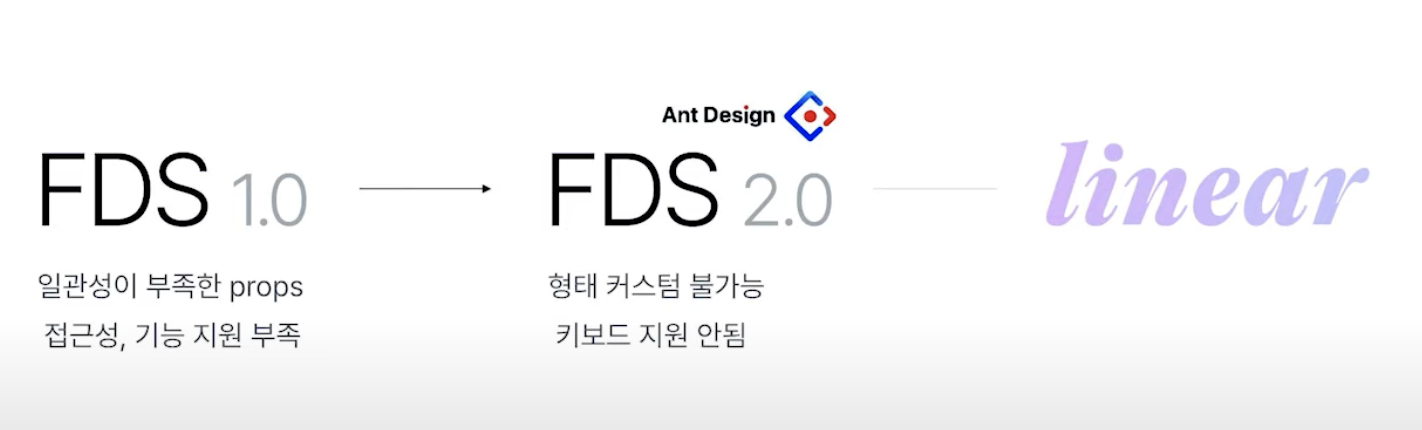 Ant Design
FDS 1.0
FDS 2.0
linear
일관성이 부족한 props
접근성, 기능 지원 부족
형태 커스텀 불가능
키보드 지원 안됨